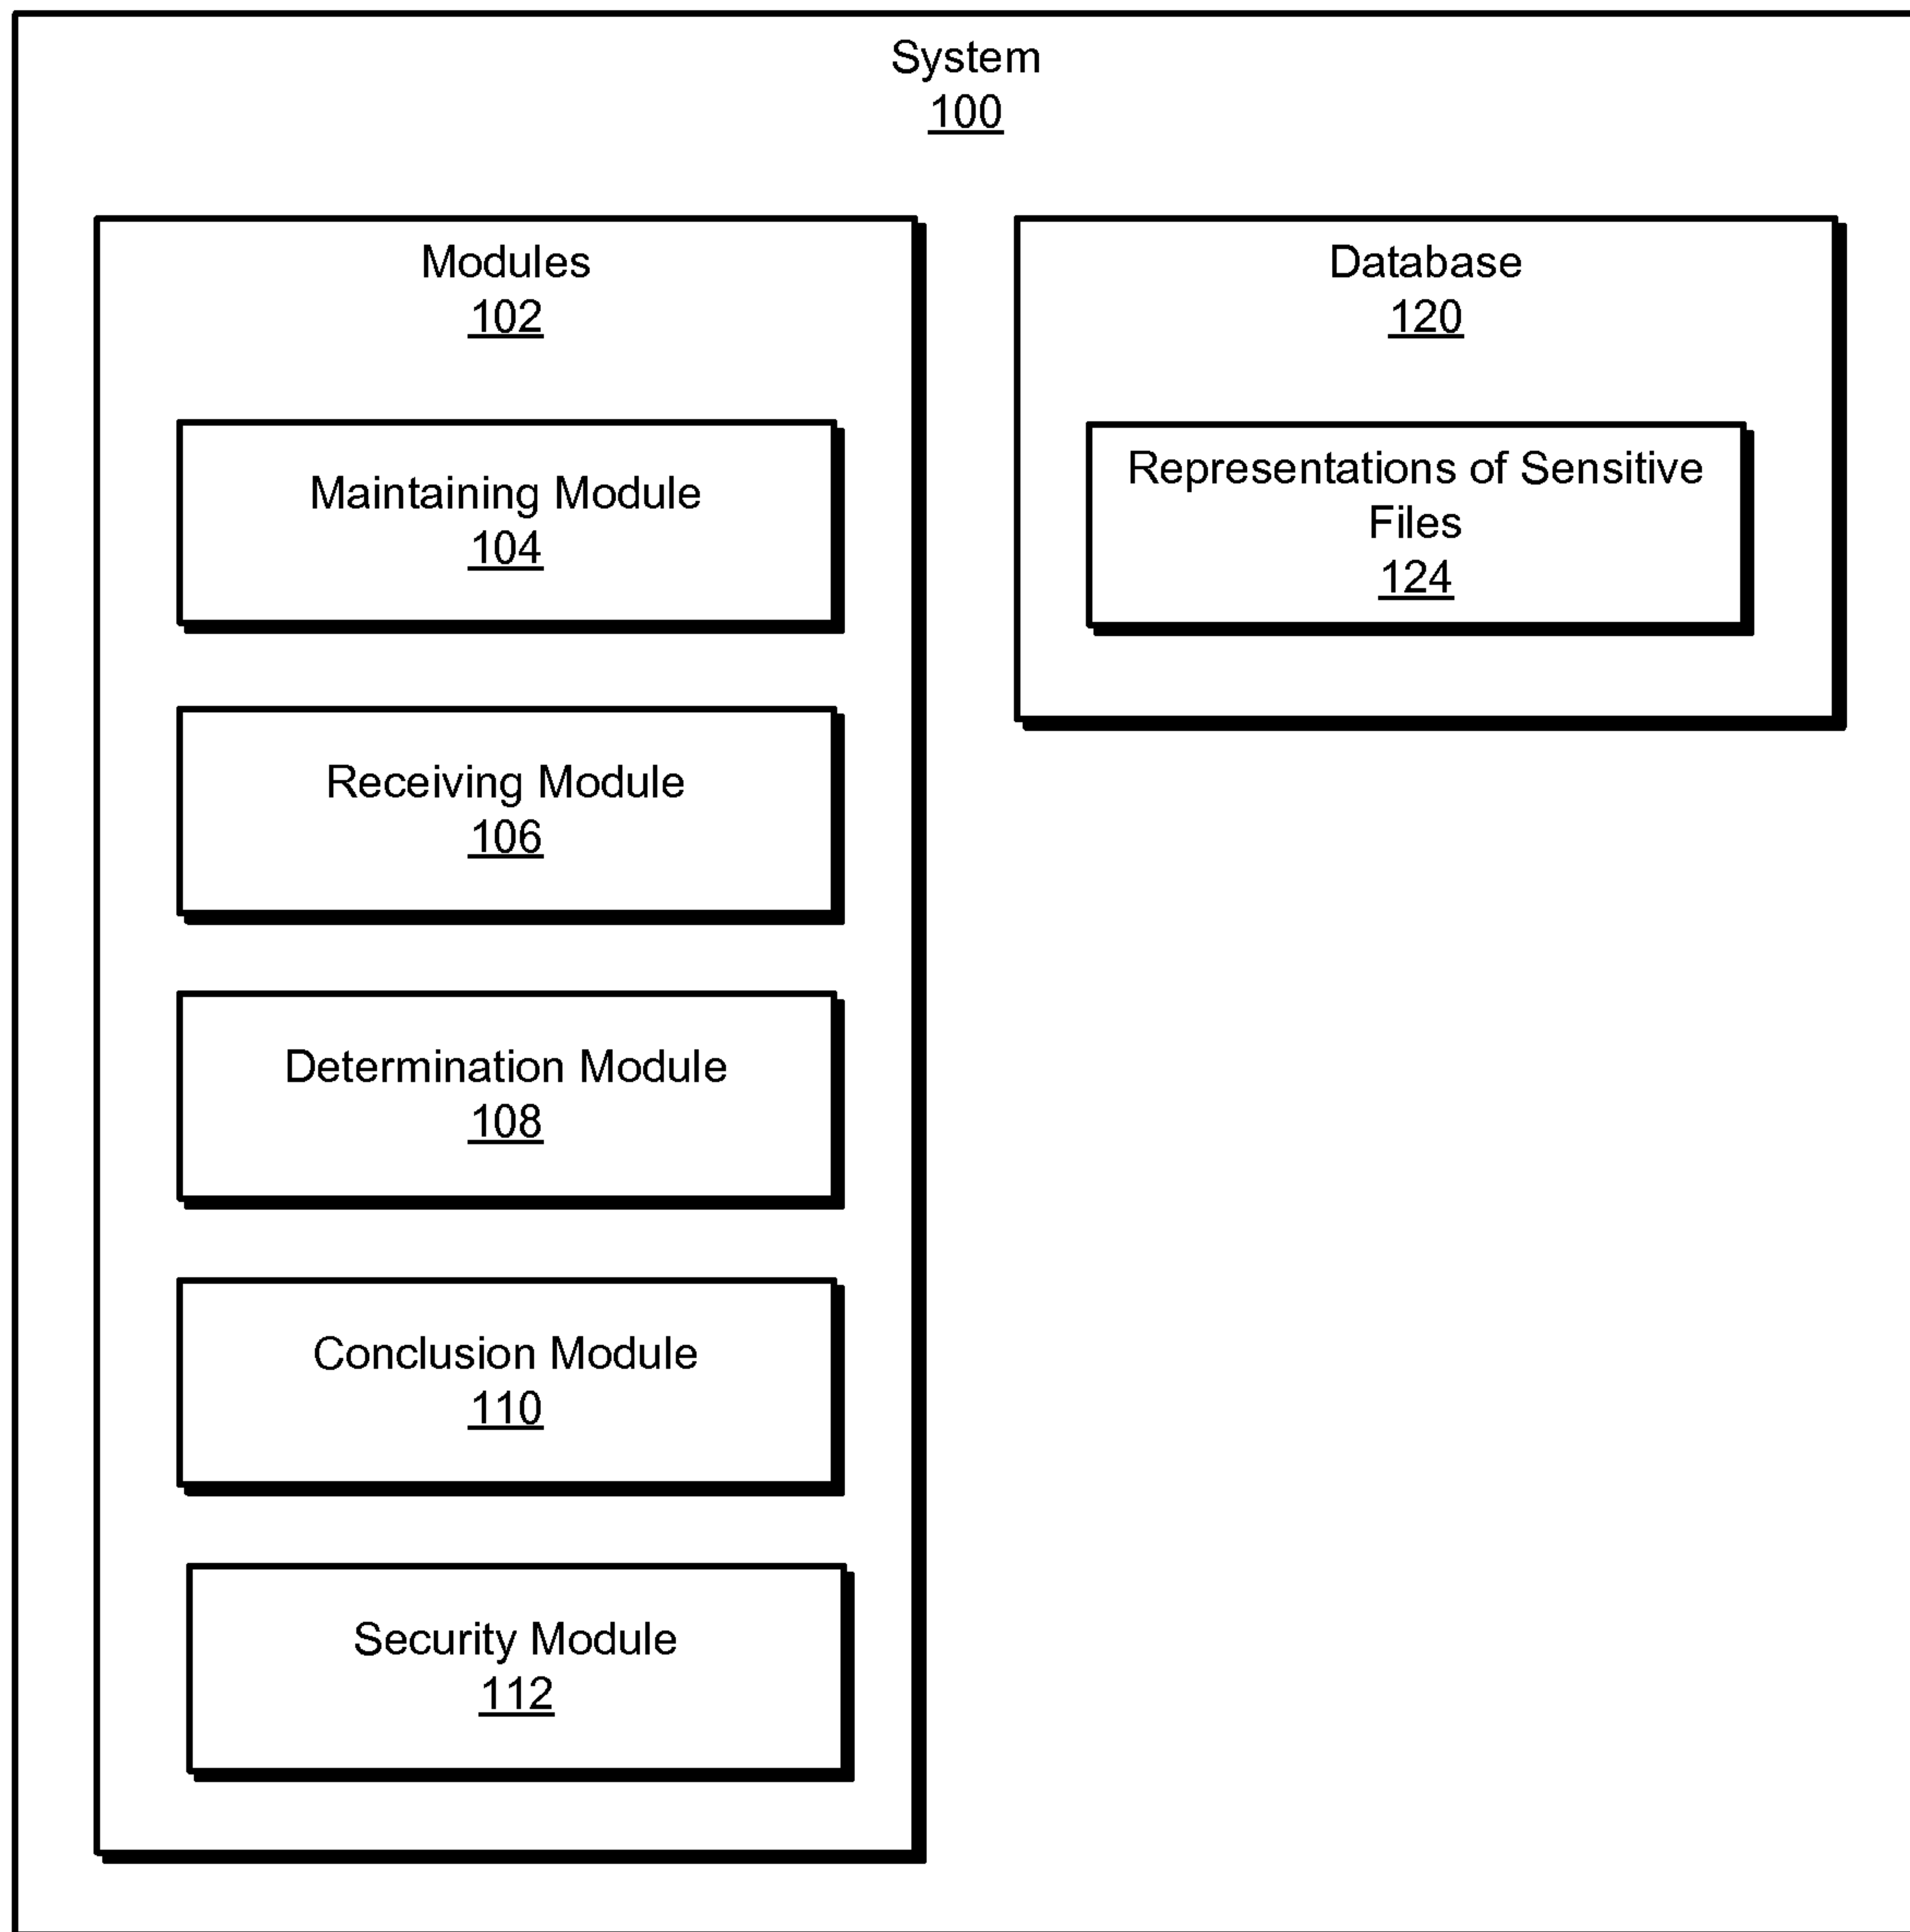 System
100
Modules
102
Maintaining Module
104
Receiving Module
106
Determination Module
108
Conclusion Module
110
Security Module
112
Database
120
Representations of Sensitive
Files
124